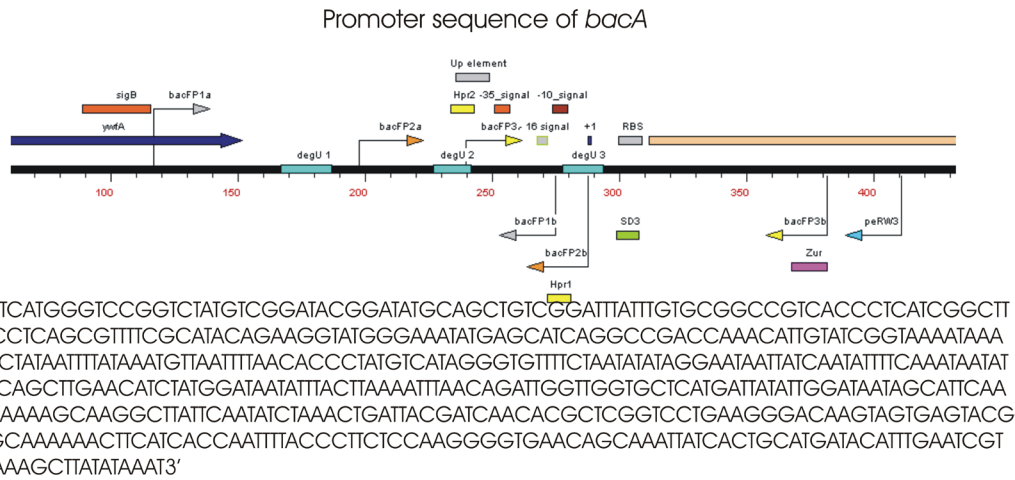 Promoter sequence of bacA
Up element
sigB bacFP1a Hpr2 -35_signal -10_signal
ywfA bacFP2a bacFP3 16 signal +1 RBS
degU 1 degU 2 degU 3
100 150 200 250 300 350 400
bacFP1b SD3 bacFP3b peRW3
bacFP2b Zur
Hpr1
TCATGGGTCCGGTCTATGTCGGATACGGATATGCAGCTGTCGGATTTATTTGTGCGGCCGTCACCCTCATCGGCTT
CCTCAGCGTTTTCGCATACAGAAGGTATGGGAAATATGAGCATCAGGCCGACCAAACATTGTATCGGTAAAATAAA
CTATAATTTTATAAATGTTAATTTTAACACCCTATGTCATAGGGTGTTTTCTAATATATAGGAATAATTATCAATATTTTCAAATAATAT
CAGCTTGAACATCTATGGATAATATTTACTTAAAATTTAACAGATTGGTTGGTGCTCATGATTATATTGGATAATAGCATTCAA
AAAAGCAAGGCTTATTCAATATCTAAACTGATTACGATCAACACGCTCGGTCCTGAAGGGACAAGTAGTGAGTACG
GCAAAAAACTTCATCACCAATTTTACCCTTCTCCAAGGGGTGAACAGCAAATTATCACTGCATGATACATTTGAATCGT
AAAGCTTATATAAAT3'